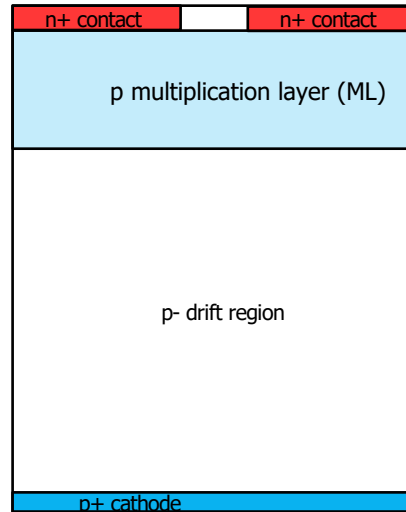 n+ contact n+ contact
p multiplication layer (ML)
p- drift region
p+ cathode